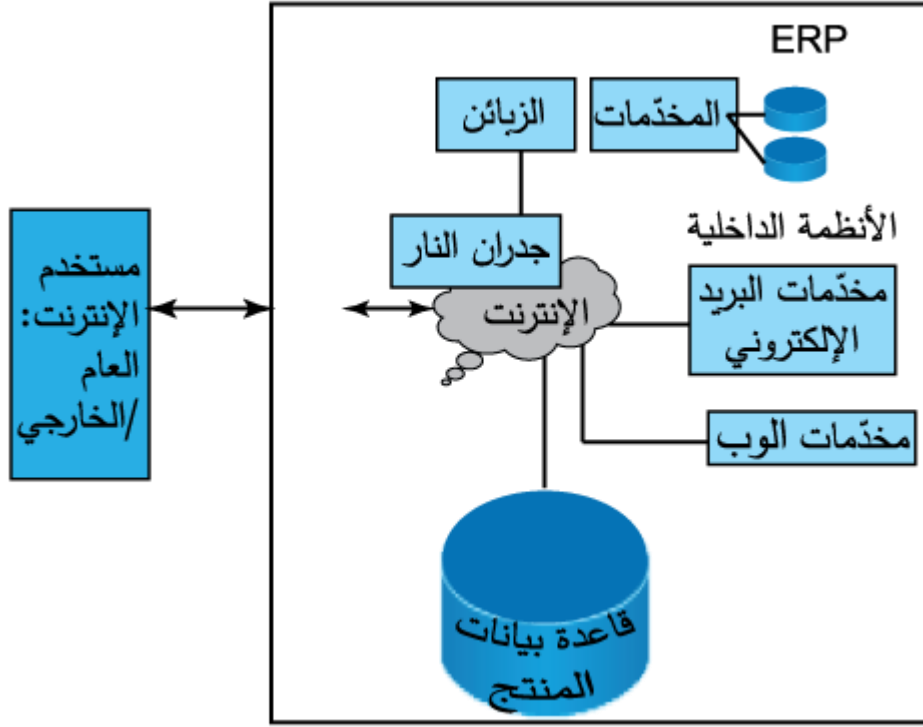 ERP
المخدّمات
الزبائن
الأنظمة الداخلية
جدران النار
مخدّمات البريد
الإلكتروني
الإنترنت
مستخدم
الإنترنت:
العام
/الخارجي
مخدّمات الوب
قاعدة بيانات
المنتج